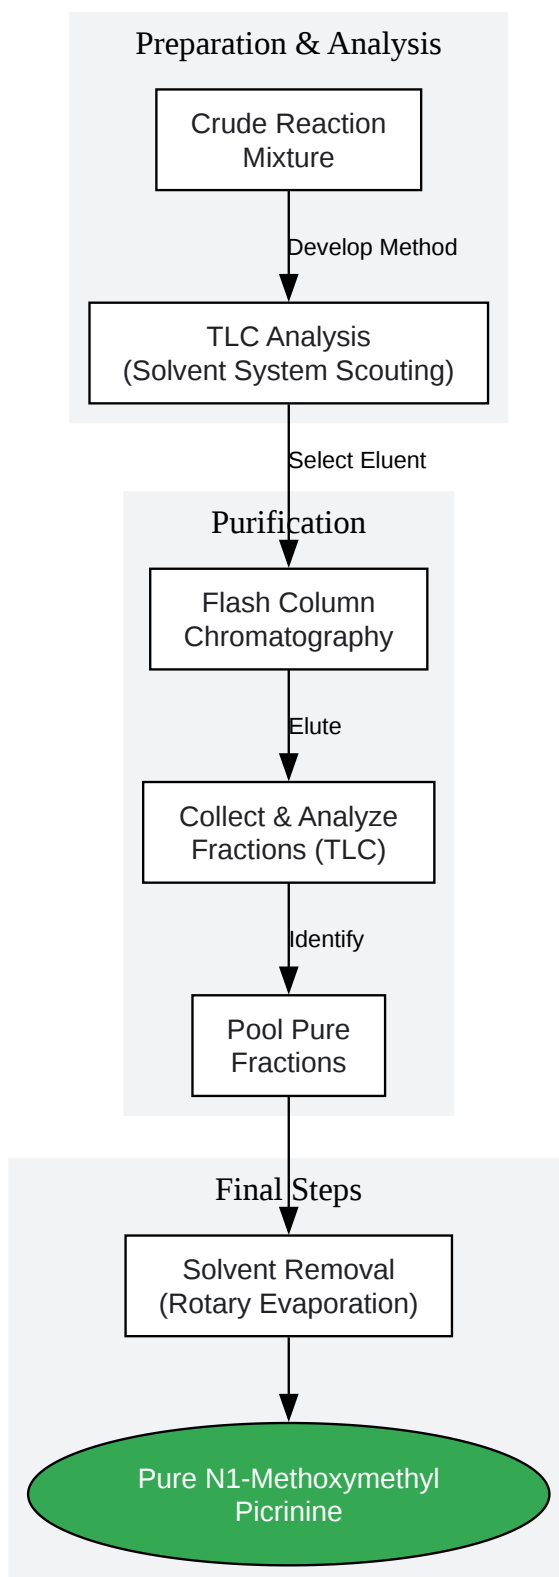 Preparation & Analysis
Crude Reaction
Mixture
Develop Method
TLC Analysis
(Solvent System Scouting)
Select Eluent
Purification
Flash Column
Chromatography
Elute
Collect & Analyze
Fractions (TLC)
Identify
Pool Pure
Fractions
Final Steps
Solvent Removal
(Rotary Evaporation)
Pure N1-Methoxymethyl
Picrinine